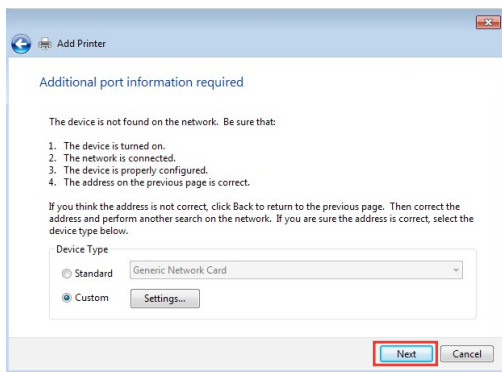 Add Printer
Additional port information required
The device is not found on the network. Be sure that:
1. The device is turned on.
2. The network is connected.
3. The device is properly configured.
4. The address on the previous page is correct.
If you think the address is not correct, click Back to return to the previous page. Then correct the
address and perform another search on the network. If you are sure the address is correct, select the
device type below.
Device Type
Standard
Generic Network Card
Custom
Settings...
Next
Cancel